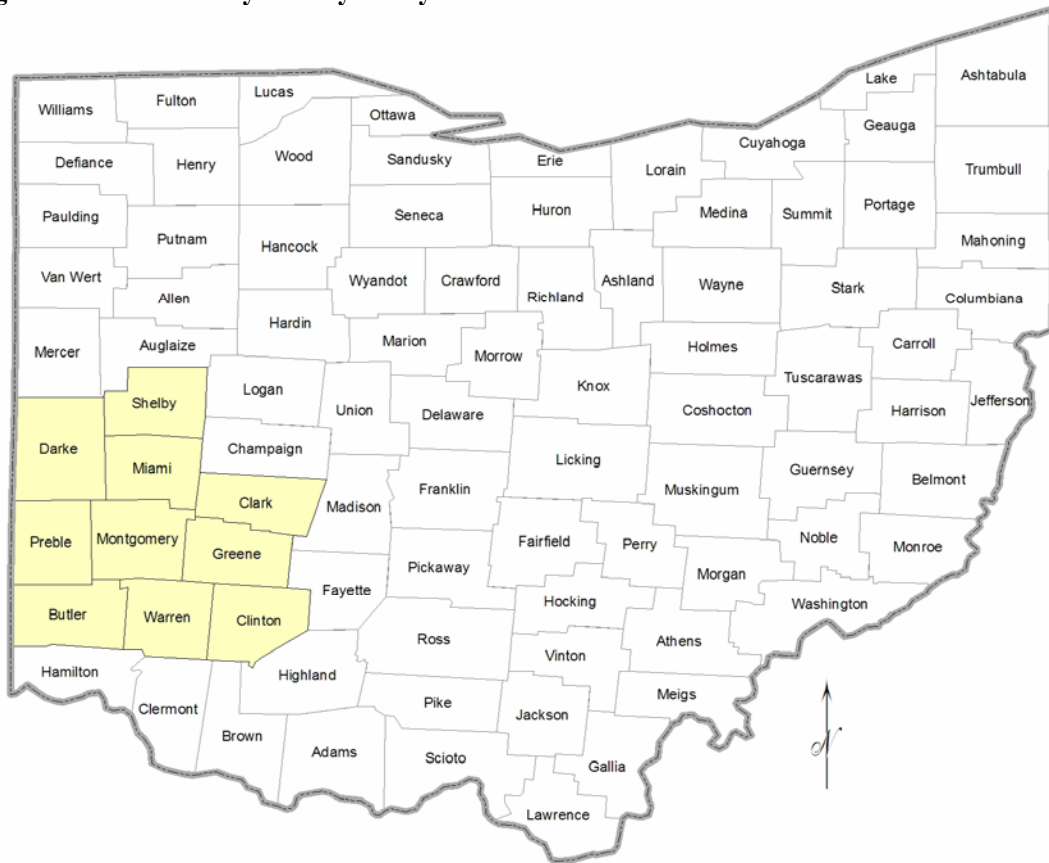 Lake
Ashtabula
Lucas
Fulton
Williams
Ottawa
Geauga
Cuyahoga
Wood
Sandusky
Erie
Defiance
Henry
Lorain
Trumbull
Portage
Medina
Summit
Huron
Seneca
Paulding
Putnam
Mahoning
Hancock
Van Wert
Wyandot
Crawford
Ashland
Wayne
Stark
Richland
Allen
Columbiana
Hardin
Marion
Carroll
Auglaize
Mercer
Holmes
Morrow
Tuscarawas
Knox
Logan
Jefferson
Shelby
Union
Delaware
Coshocton
Harrison
Darke
Champaign
Licking
Miami
Guernsey
Belmont
Franklin
Muskingum
Clark
Madison
Noble
Preble
Montgomery
Fairfield
Perry
Monroe
Greene
Pickaway
Morgan
Fayette
Hocking
Washington
Butler
Warren
Clinton
Ross
Athens
Vinton
Hamilton
Highland
Meigs
Pike
Clermont
Jackson
Brown
Adams
Scioto
Gallia
N
Lawrence